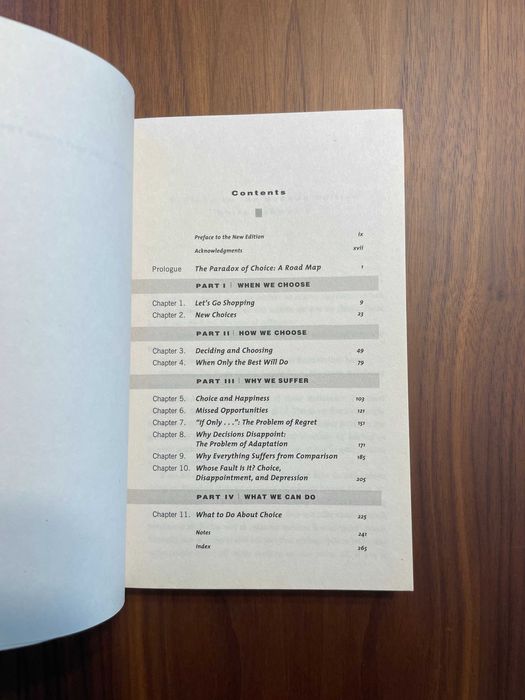 Contents
Preface to the New Edition ix
Acknowledgments xvii
Prologue The Paradox of Choice: A Road Map 1
PART I | WHEN WE CHOOSE
Chapter 1. Let's Go Shopping 9
Chapter 2. New Choices 23
PART II | HOW WE CHOOSE
Chapter 3. Deciding and Choosing 49
Chapter 4. When Only the Best Will Do 79
PART III | WHY WE SUFFER
Chapter 5. Choice and Happiness 103
Chapter 6. Missed Opportunities 121
Chapter 7. "If Only . . .": The Problem of Regret 151
Chapter 8. Why Decisions Disappoint:
The Problem of Adaptation 171
Chapter 9. Why Everything Suffers from Comparison 185
Chapter 10. Whose Fault Is It? Choice,
Disappointment, and Depression 205
PART IV | WHAT WE CAN DO
Chapter 11. What to Do About Choice 225
Notes 241
Index 265